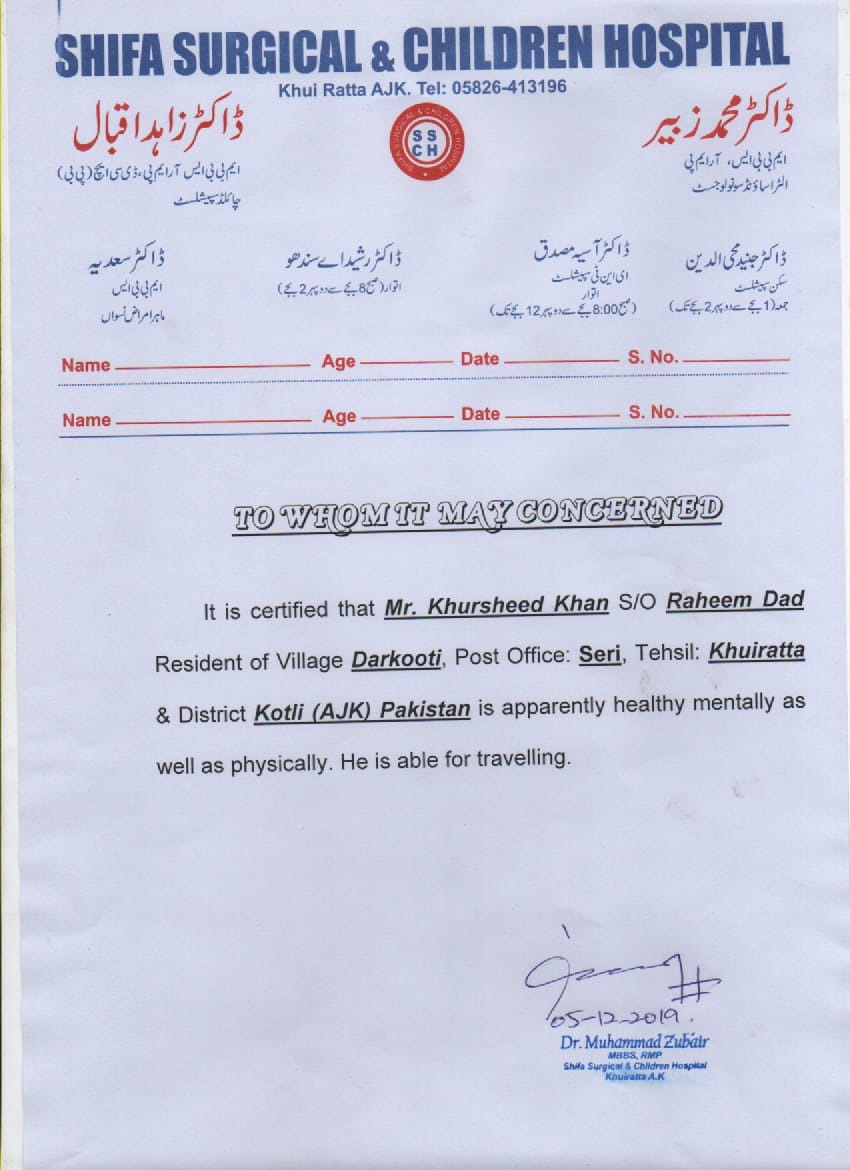 SHIFA SURGICAL & CHILDREN HOSPITAL
Khui Ratta AJK. Tel: 05826-413196
ڈاکٹر محمد زبیر
ایم بی بی ایس، آر ایم پی
الٹراساؤنڈ سونولوجسٹ
SHIFA SURGICAL & CHILDREN HOSPITAL
S S
C H
ڈاکٹر زاہد اقبال
ایم بی بی ایس آر ایم پی، ڈی سی ایچ (پی بی)
چائلڈ سپیشلسٹ
ڈاکٹر جنید محی الدین
سکن سپیشلسٹ
جمعہ (1 بجے سے دوپہر 2 بجے تک)
ڈاکٹر آسیہ مصدق
ای این ٹی سپیشلسٹ
اتوار
(صبح 8:00 بجے سے دوپہر 12 بجے تک)
ڈاکٹر رشید اے سندھو
اتوار (صبح 8 بجے سے دوپہر 2 بجے)
ڈاکٹر سعدیہ
ایم بی بی ایس
ماہر امراض نسواں
Name Age Date S. No.
Name Age Date S. No.
TO WHOM IT MAY CONCERNED
It is certified that Mr. Khursheed Khan S/O Raheem Dad
Resident of Village Darkooti, Post Office: Seri, Tehsil: Khuiratta
& District Kotli (AJK) Pakistan is apparently healthy mentally as
well as physically. He is able for travelling.
05-12-2019.
Dr. Muhammad Zubair
MBBS, RMP
Shifa Surgical & Children Hospital
Khuiratta A.K